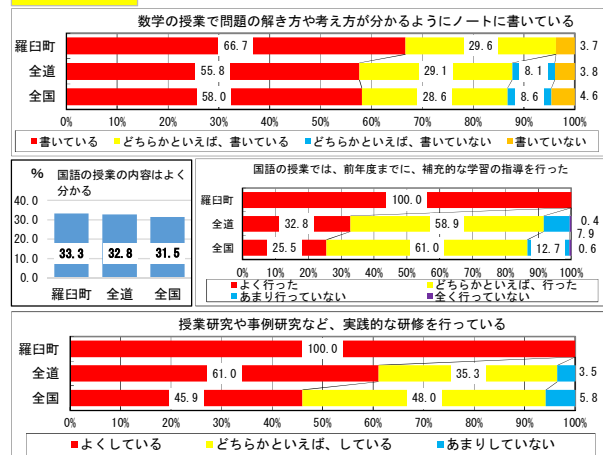 数学の授業で問題の解き方や考え方が分かるようにノートに書いている
羅臼町 66.7 29.6 3.7
全道 55.8 29.1 8.1 3.8
全国 58.0 28.6 8.6 4.6
0% 10% 20% 30% 40% 50% 60% 70% 80% 90% 100%
■書いている ■どちらかといえば、書いている ■どちらかといえば、書いていない ■書いていない
% 国語の授業の内容はよく
分かる
40.0
30.0
20.0
10.0
0.0
33.3 32.8 31.5
羅臼町 全道 全国
国語の授業では、前年度までに、補充的な学習の指導を行った
羅臼町 100.0
全道 32.8 58.9 7.9 0.4
全国 25.5 61.0 12.7 0.6
0% 10% 20% 30% 40% 50% 60% 70% 80% 90% 100%
■よく行った ■どちらかといえば、行った
■あまり行っていない ■全く行っていない
授業研究や事例研究など、実践的な研修を行っている
羅臼町 100.0
全道 61.0 35.3 3.5
全国 45.9 48.0 5.8
0% 10% 20% 30% 40% 50% 60% 70% 80% 90% 100%
■よくしている ■どちらかといえば、している ■あまりしていない